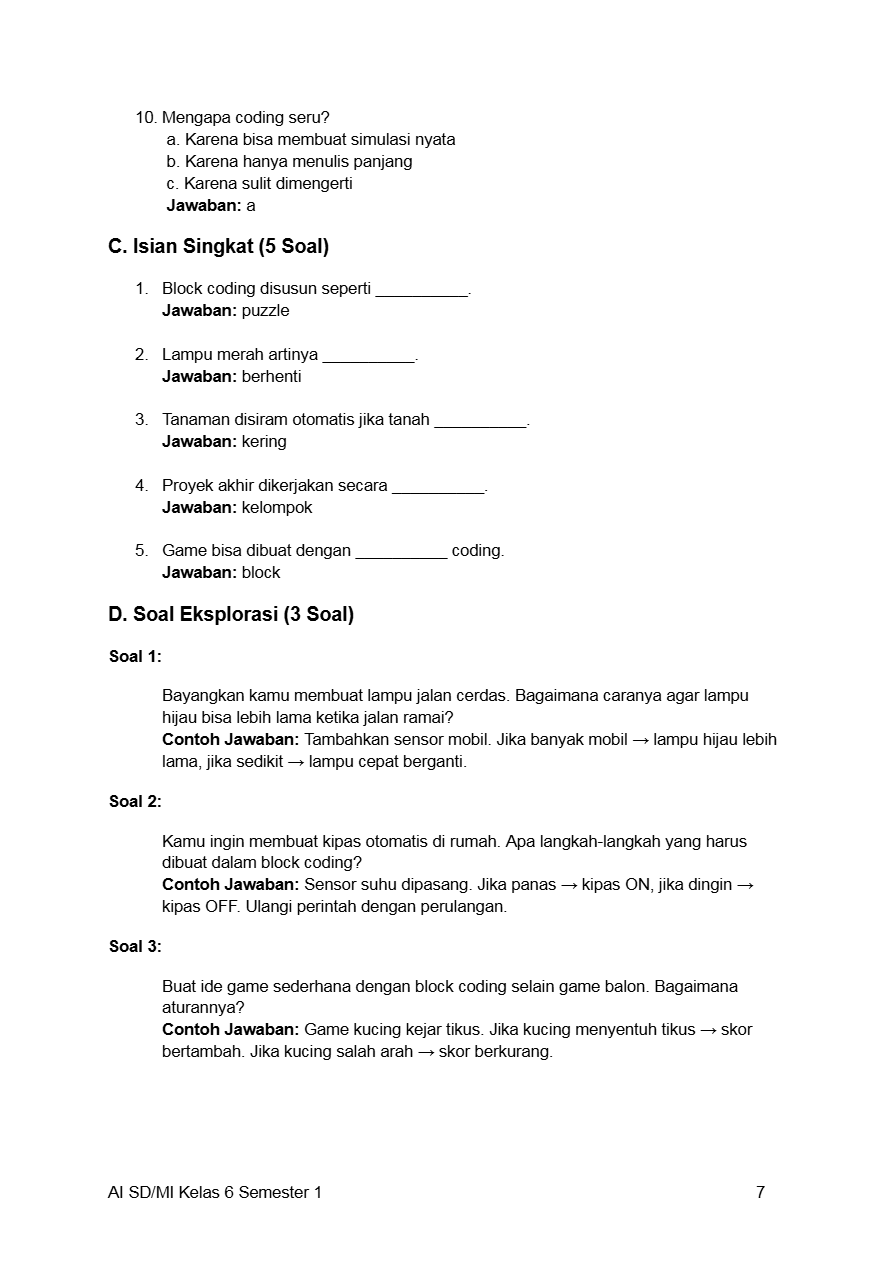 10. Mengapa coding seru?
a. Karena bisa membuat simulasi nyata
b. Karena hanya menulis panjang
c. Karena sulit dimengerti
Jawaban: a
C. Isian Singkat (5 Soal)
1. Block coding disusun seperti __________.
Jawaban: puzzle
2. Lampu merah artinya __________.
Jawaban: berhenti
3. Tanaman disiram otomatis jika tanah __________.
Jawaban: kering
4. Proyek akhir dikerjakan secara __________.
Jawaban: kelompok
5. Game bisa dibuat dengan __________ coding.
Jawaban: block
D. Soal Eksplorasi (3 Soal)
Soal 1:
Bayangkan kamu membuat lampu jalan cerdas. Bagaimana caranya agar lampu
hijau bisa lebih lama ketika jalan ramai?
Contoh Jawaban: Tambahkan sensor mobil. Jika banyak mobil → lampu hijau lebih
lama, jika sedikit → lampu cepat berganti.
Soal 2:
Kamu ingin membuat kipas otomatis di rumah. Apa langkah-langkah yang harus
dibuat dalam block coding?
Contoh Jawaban: Sensor suhu dipasang. Jika panas → kipas ON, jika dingin →
kipas OFF. Ulangi perintah dengan perulangan.
Soal 3:
Buat ide game sederhana dengan block coding selain game balon. Bagaimana
aturannya?
Contoh Jawaban: Game kucing kejar tikus. Jika kucing menyentuh tikus → skor
bertambah. Jika kucing salah arah → skor berkurang.
AI SD/MI Kelas 6 Semester 1 7